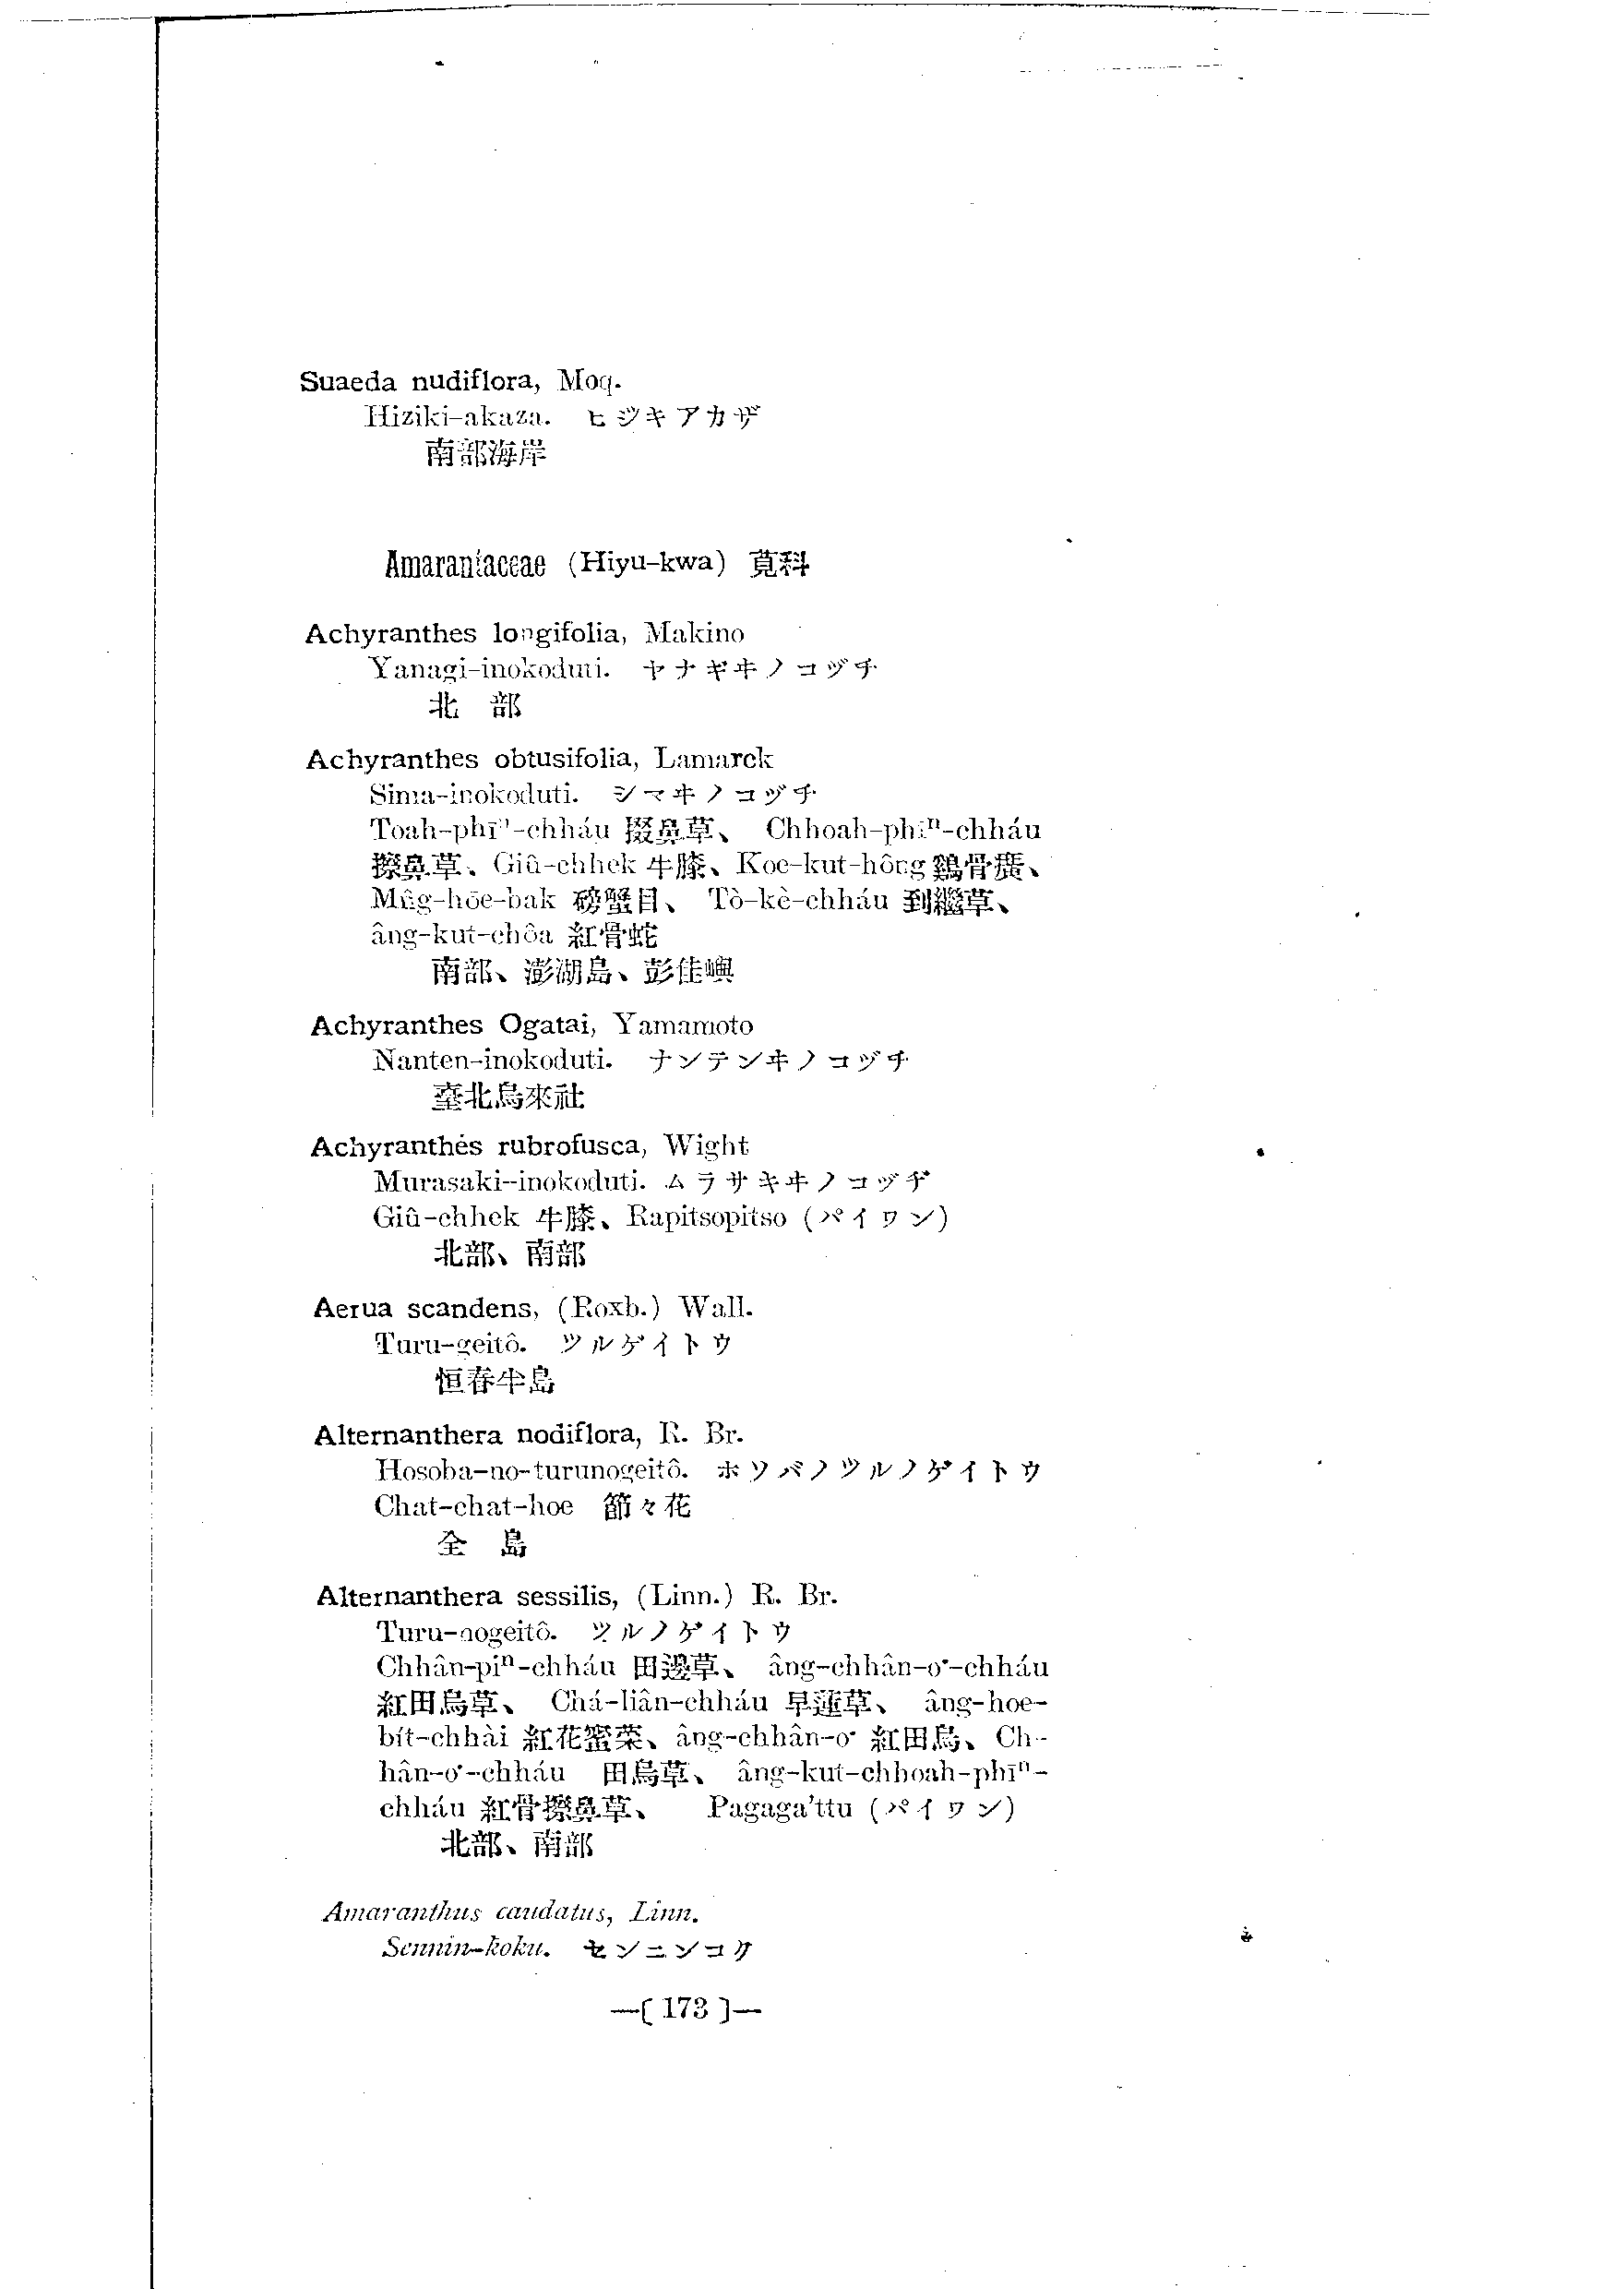 Suaeda nudiflora, Moq.
Hiziki-akaza. ヒジキアカザ
南部海岸
Amarantaceae (Hiyu-kwa) 莧科
Achyranthes longifolia, Makino
Yanagi-inokoduti. ヤナギヰノコヅチ
北 部
Achyranthes obtusifolia, Lamarck
Sima-inokoduti. シマヰノコヅチ
Toah-phīⁿ-chháu 掇鼻草、 Chhoah-phīⁿ-chháu
擦鼻草、Giû-chhek 牛膝、Koe-kut-hông 鷄骨癀、
Mn̂g-hōe-bak 蟹目、 Tò-kè-chháu 到繼草、
âng-kut-chôa 紅骨蛇
南部、澎湖島、彭佳嶼
Achyranthes Ogatai, Yamamoto
Nanten-inokoduti. ナンテンヰノコヅチ
臺北烏來社
Achyranthes rubrofusca, Wight
Murasaki-inokoduti. ムラサキヰノコヅチ
Giû-chhek 牛膝、Rapitsopitso (パイワン)
北部、南部
Aerua scandens, (Roxb.) Wall.
Turu-geitô. ツルゲイトウ
恒春半島
Alternanthera nodiflora, R. Br.
Hosoba-no-turunogeitô. ホソバノツルノゲイトウ
Chat-chat-hoe 節々花
全 島
Alternanthera sessilis, (Linn.) R. Br.
Turu-nogeitô. ツルノゲイトウ
Chhân-piⁿ-chháu 田邊草、 âng-chhân-o͘-chháu
紅田烏草、 Chá-liân-chháu 早蓮草、 âng-hoe-
bít-chhài 紅花蜜菜、âng-chhân-o͘ 紅田烏、Ch-
hân-o͘-chháu 田烏草、 âng-kut-chhoah-phīⁿ-
chháu 紅骨擦鼻草、 Pagaga'ttu (パイワン)
北部、南部
Amaranthus caudatus, Linn.
Sennin-koku. センニンコク
—( 173 )—